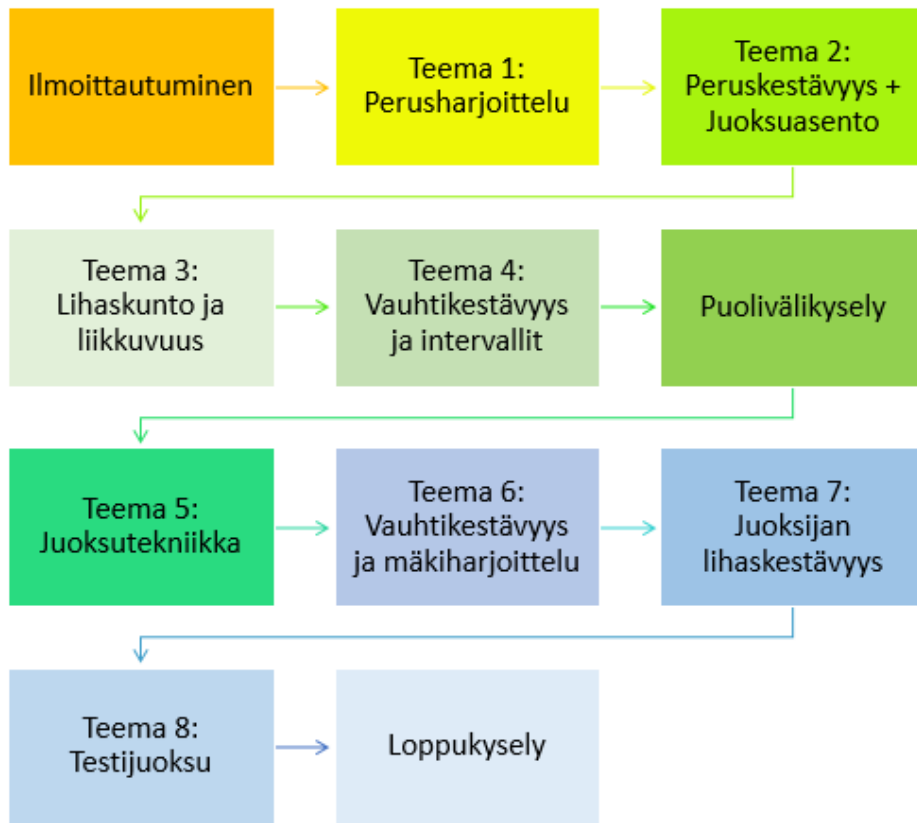 Ilmoittautuminen
Teema 1:
Perusharjoittelu
Teema 2:
Peruskestävyys +
Juoksuasento
Teema 3:
Lihaskunto ja
liikkuvuus
Teema 4:
Vauhtikestävyys
ja intervallit
Puolivälikysely
Teema 5:
Juoksutekniikka
Teema 6:
Vauhtikestävyys
ja mäkiharjoittelu
Teema 7:
Juoksijan
lihaskestävyys
Teema 8:
Testijuoksu
Loppukysely